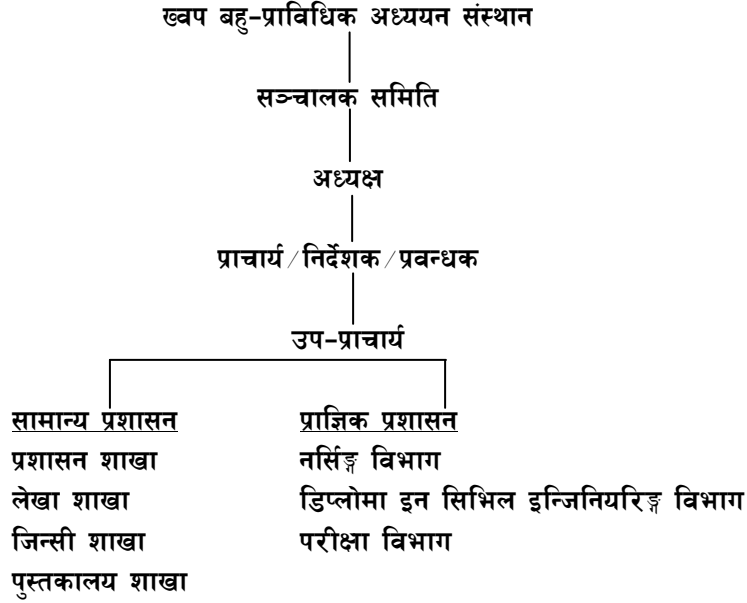 ख्वप बहु-प्राविधिक अध्ययन संस्थान
सञ्चालक समिति
अध्यक्ष
प्राचार्य/निर्देशक/प्रवन्धक
उप-प्राचार्य
सामान्य प्रशासन
प्रशासन शाखा
लेखा शाखा
जिन्सी शाखा
पुस्तकालय शाखा
प्राज्ञिक प्रशासन
नर्सिङ्ग विभाग
डिप्लोमा इन सिभिल इन्जिनियरिङ्ग विभाग
परीक्षा विभाग